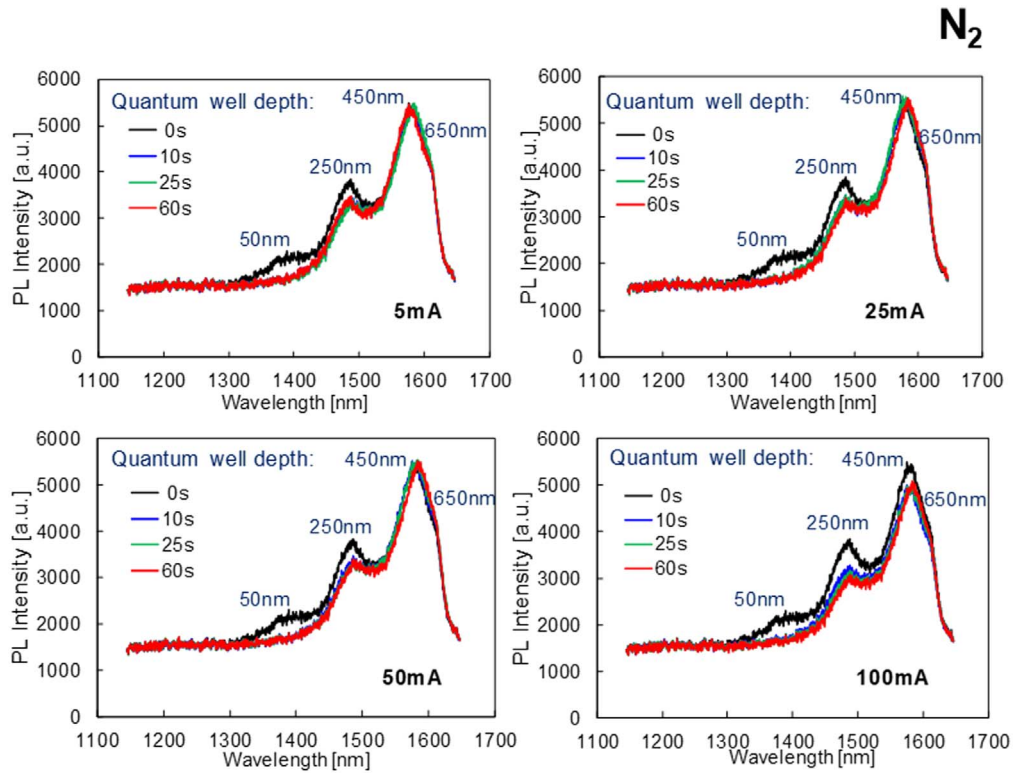 N2
6000
5000
4000
3000
2000
1000
0
PL Intensity [a.u.]
Quantum well depth:
0s
10s
25s
60s
450nm
650nm
250nm
50nm
5mA
1100 1200 1300 1400 1500 1600 1700
Wavelength [nm]
6000
5000
4000
3000
2000
1000
0
PL Intensity [a.u.]
Quantum well depth:
0s
10s
25s
60s
450nm
650nm
250nm
50nm
25mA
1100 1200 1300 1400 1500 1600 1700
Wavelength [nm]
6000
5000
4000
3000
2000
1000
0
PL Intensity [a.u.]
Quantum well depth:
0s
10s
25s
60s
450nm
650nm
250nm
50nm
50mA
1100 1200 1300 1400 1500 1600 1700
Wavelength [nm]
6000
5000
4000
3000
2000
1000
0
PL Intensity [a.u.]
Quantum well depth:
0s
10s
25s
60s
450nm
650nm
250nm
50nm
100mA
1100 1200 1300 1400 1500 1600 1700
Wavelength [nm]